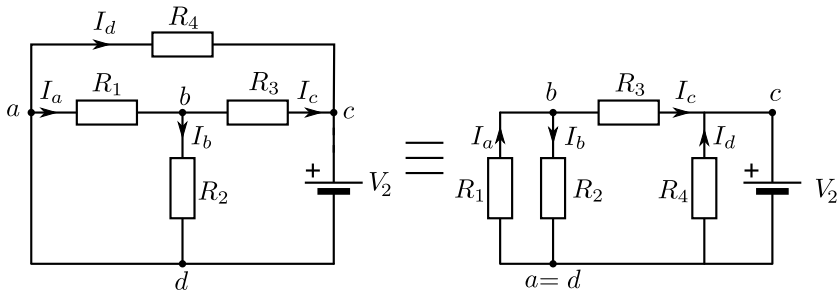 I_d R_4
a I_a R_1 b R_3 I_c c
I_b
R_2
+ V_2
d
b R_3 I_c c
I_a I_b I_d
R_1 R_2 R_4
+ V_2
a= d